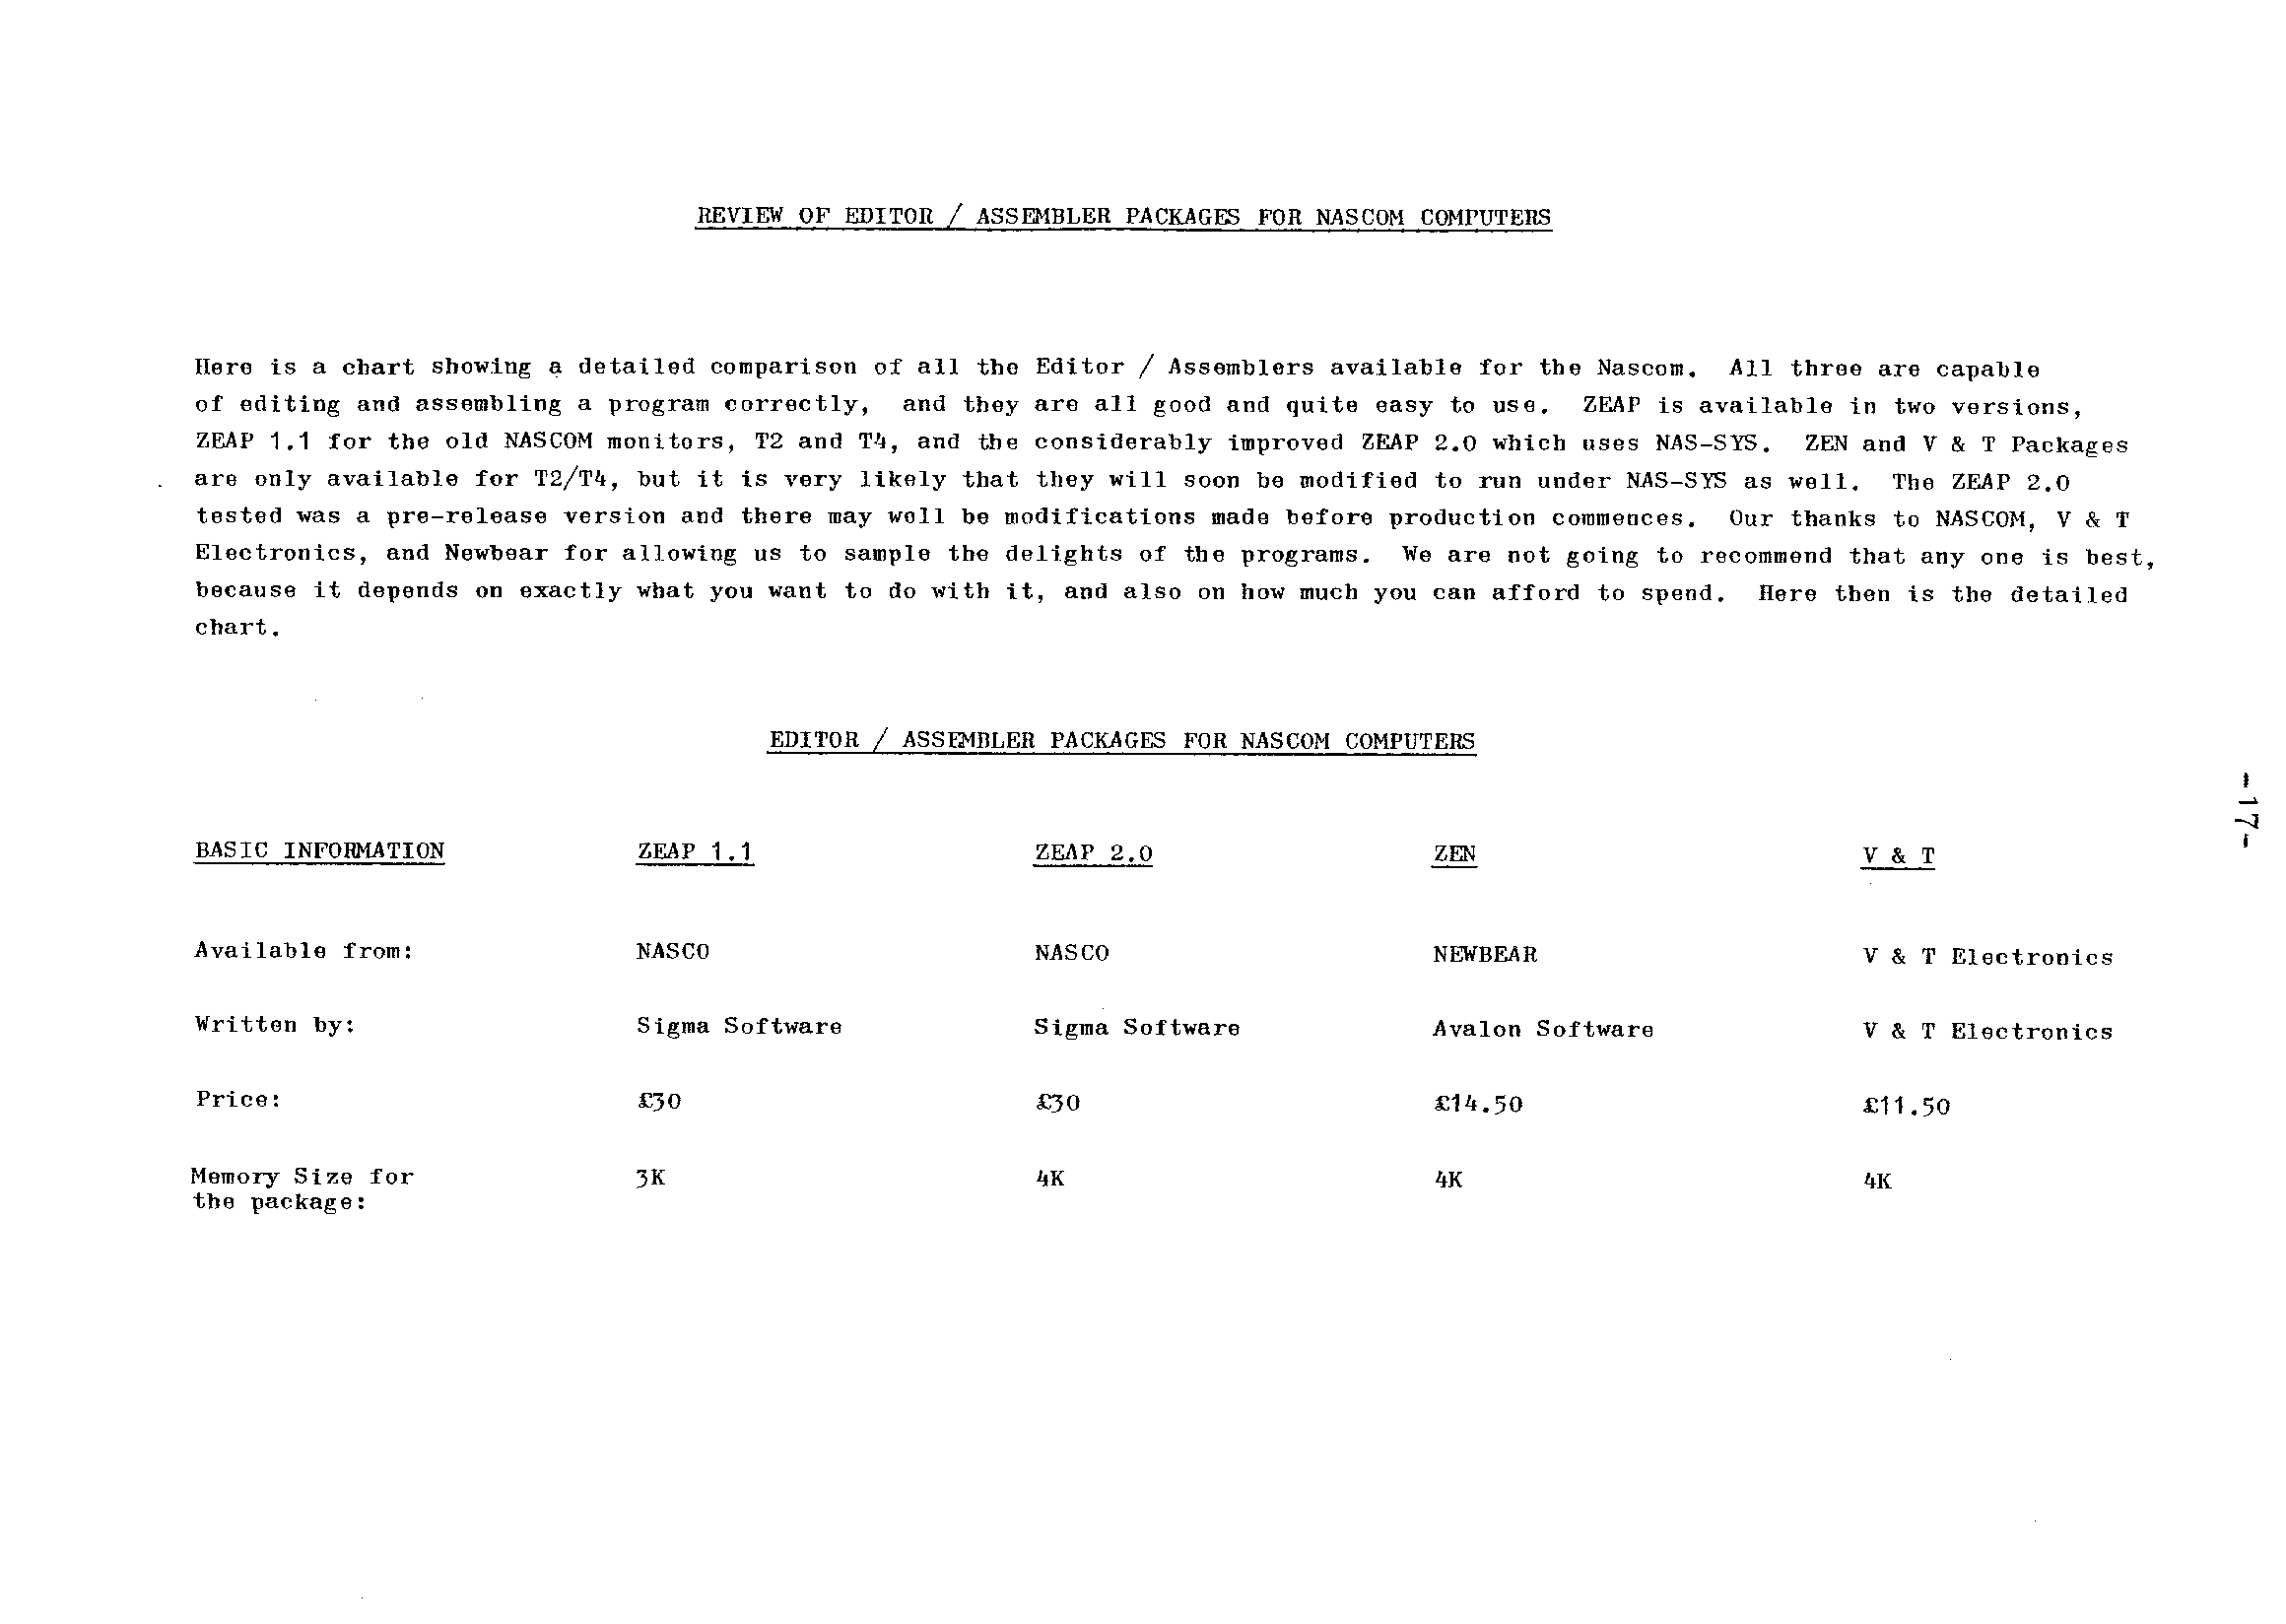 REVIEW OF EDITOR / ASSEMBLER PACKAGES FOR NASCOM COMPUTERS
Here is a chart showing a detailed comparison of all the Editor / Assemblers available for the Nascom. All three are capable
of editing and assembling a program correctly, and they are all good and quite easy to use. ZEAP is available in two versions,
ZEAP 1.1 for the old NASCOM monitors, T2 and T4, and the considerably improved ZEAP 2.0 which uses NAS-SYS. ZEN and V & T Packages
are only available for T2/T4, but it is very likely that they will soon be modified to run under NAS-SYS as well. The ZEAP 2.0
tested was a pre-release version and there may well be modifications made before production commences. Our thanks to NASCOM, V & T
Electronics, and Newbear for allowing us to sample the delights of the programs. We are not going to recommend that any one is best,
because it depends on exactly what you want to do with it, and also on how much you can afford to spend. Here then is the detailed
chart.
EDITOR / ASSEMBLER PACKAGES FOR NASCOM COMPUTERS
BASIC INFORMATION ZEAP 1.1 ZEAP 2.0 ZEN V & T
Available from: NASCO NASCO NEWBEAR V & T Electronics
Written by: Sigma Software Sigma Software Avalon Software V & T Electronics
Price: £30 £30 £14.50 £11.50
Memory Size for 3K 4K 4K 4K
the package:
-17-